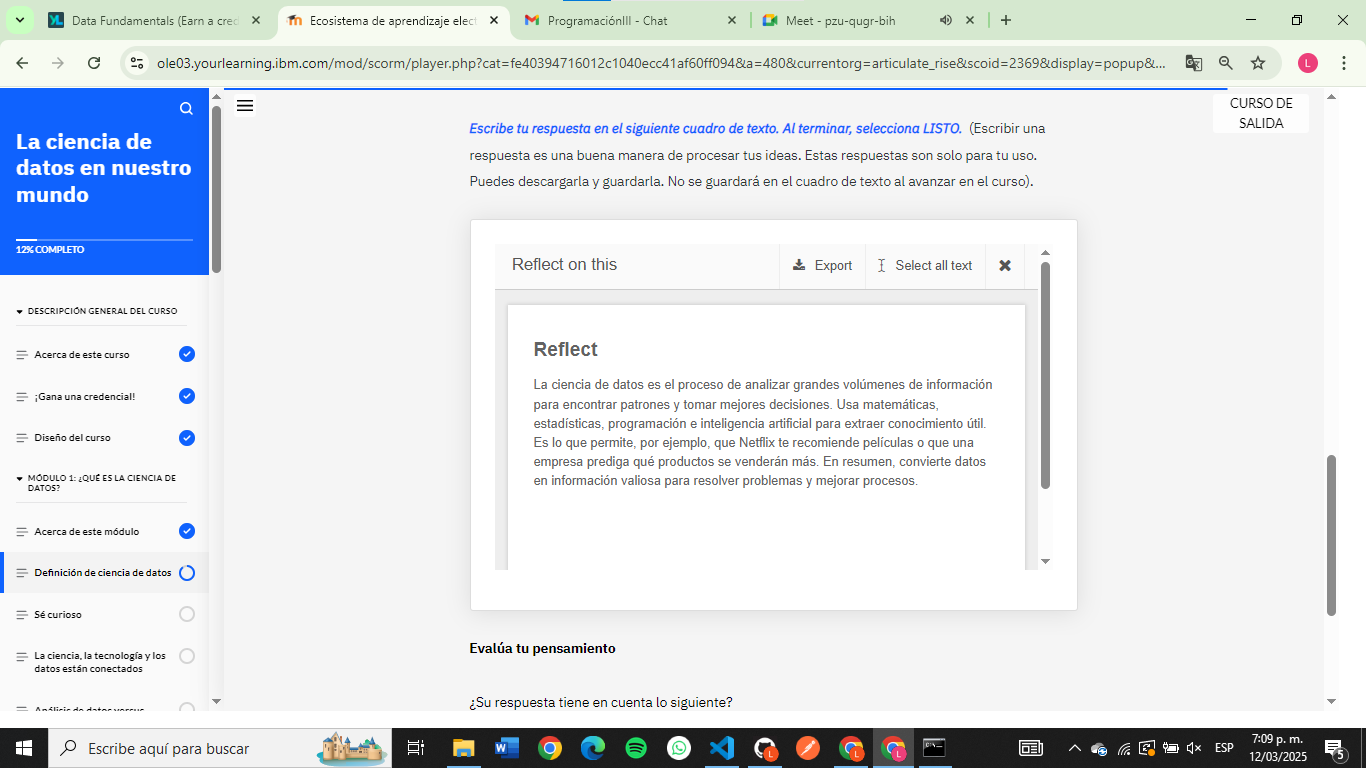 Data Fundamentals (Earn a cred
Ecosistema de aprendizaje elect
ProgramaciónIII - Chat
Meet - pzu-qugr-bih
ole03.yourlearning.ibm.com/mod/scorm/player.php?cat=fe40394716012c1040ecc41af60ff094&a=480&currentorg=articulate_rise&scoid=2369&display=popup&...
L
La ciencia de
datos en nuestro
mundo
12% COMPLETO
DESCRIPCIÓN GENERAL DEL CURSO
Acerca de este curso
¡Gana una credencial!
Diseño del curso
MÓDULO 1: ¿QUÉ ES LA CIENCIA DE
DATOS?
Acerca de este módulo
Definición de ciencia de datos
Sé curioso
La ciencia, la tecnología y los
datos están conectados
Análisis de datos versus
CURSO DE
SALIDA
Escribe tu respuesta en el siguiente cuadro de texto. Al terminar, selecciona LISTO. (Escribir una
respuesta es una buena manera de procesar tus ideas. Estas respuestas son solo para tu uso.
Puedes descargarla y guardarla. No se guardará en el cuadro de texto al avanzar en el curso).
Reflect on this
Export
Select all text
Reflect
La ciencia de datos es el proceso de analizar grandes volúmenes de información
para encontrar patrones y tomar mejores decisiones. Usa matemáticas,
estadísticas, programación e inteligencia artificial para extraer conocimiento útil.
Es lo que permite, por ejemplo, que Netflix te recomiende películas o que una
empresa prediga qué productos se venderán más. En resumen, convierte datos
en información valiosa para resolver problemas y mejorar procesos.
Evalúa tu pensamiento
¿Su respuesta tiene en cuenta lo siguiente?
Escribe aquí para buscar
ESP
7:09 p. m.
12/03/2025
5